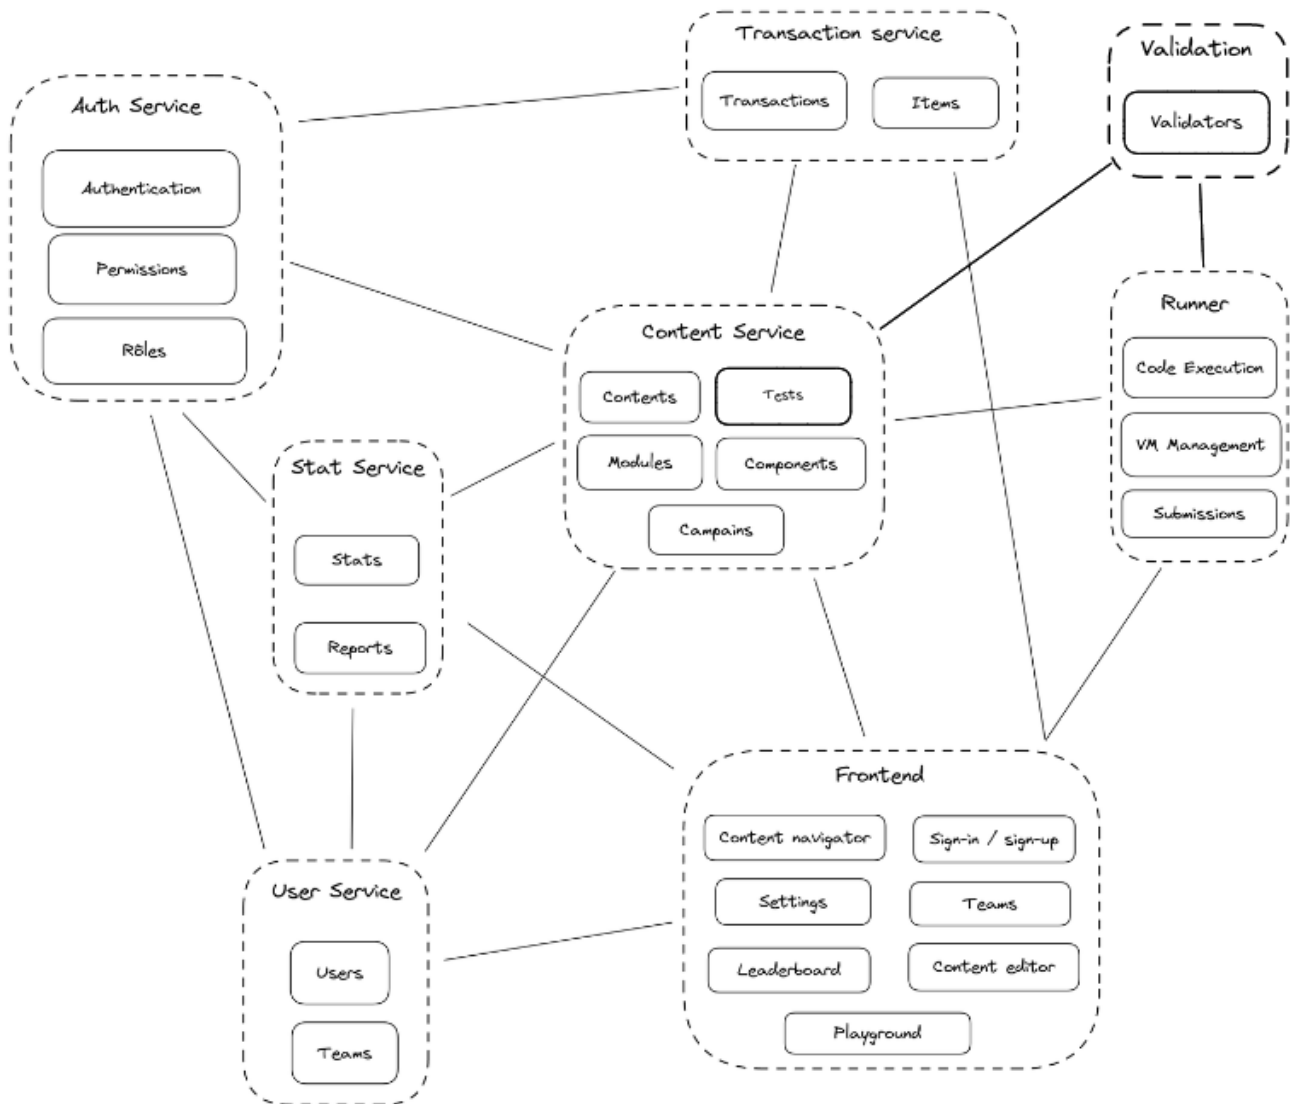 Transaction service
Transactions
Items
Validation
Validators
Auth Service
Authentication
Permissions
Rôles
Content Service
Contents
Tests
Modules
Components
Campains
Runner
Code Execution
VM Management
Submissions
Stat Service
Stats
Reports
User Service
Users
Teams
Frontend
Content navigator
Sign-in / sign-up
Settings
Teams
Leaderboard
Content editor
Playground